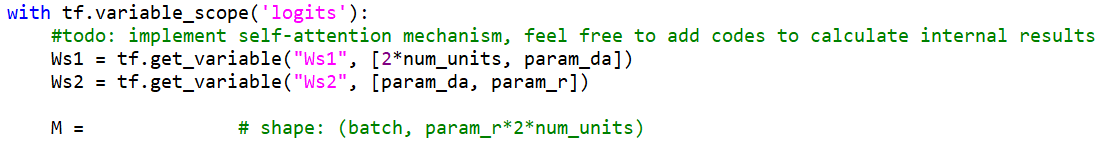 with tf.variable_scope('logits'):
    #todo: implement self-attention mechanism, feel free to add codes to calculate internal results
    Ws1 = tf.get_variable("Ws1", [2*num_units, param_da])
    Ws2 = tf.get_variable("Ws2", [param_da, param_r])
    M =              # shape: (batch, param_r*2*num_units)